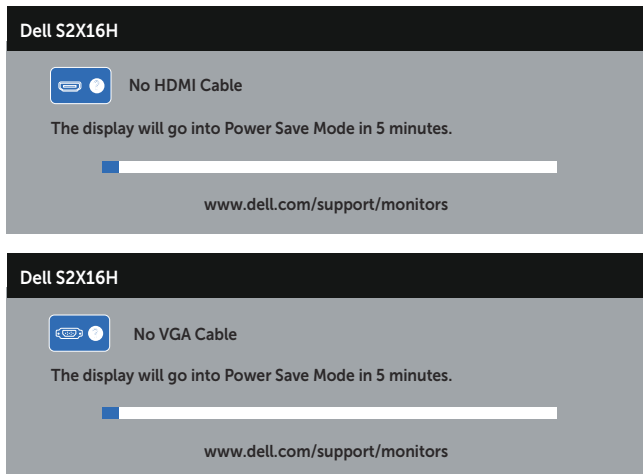 Dell S2X16H
No HDMI Cable
The display will go into Power Save Mode in 5 minutes.
www.dell.com/support/monitors
Dell S2X16H
No VGA Cable
The display will go into Power Save Mode in 5 minutes.
www.dell.com/support/monitors